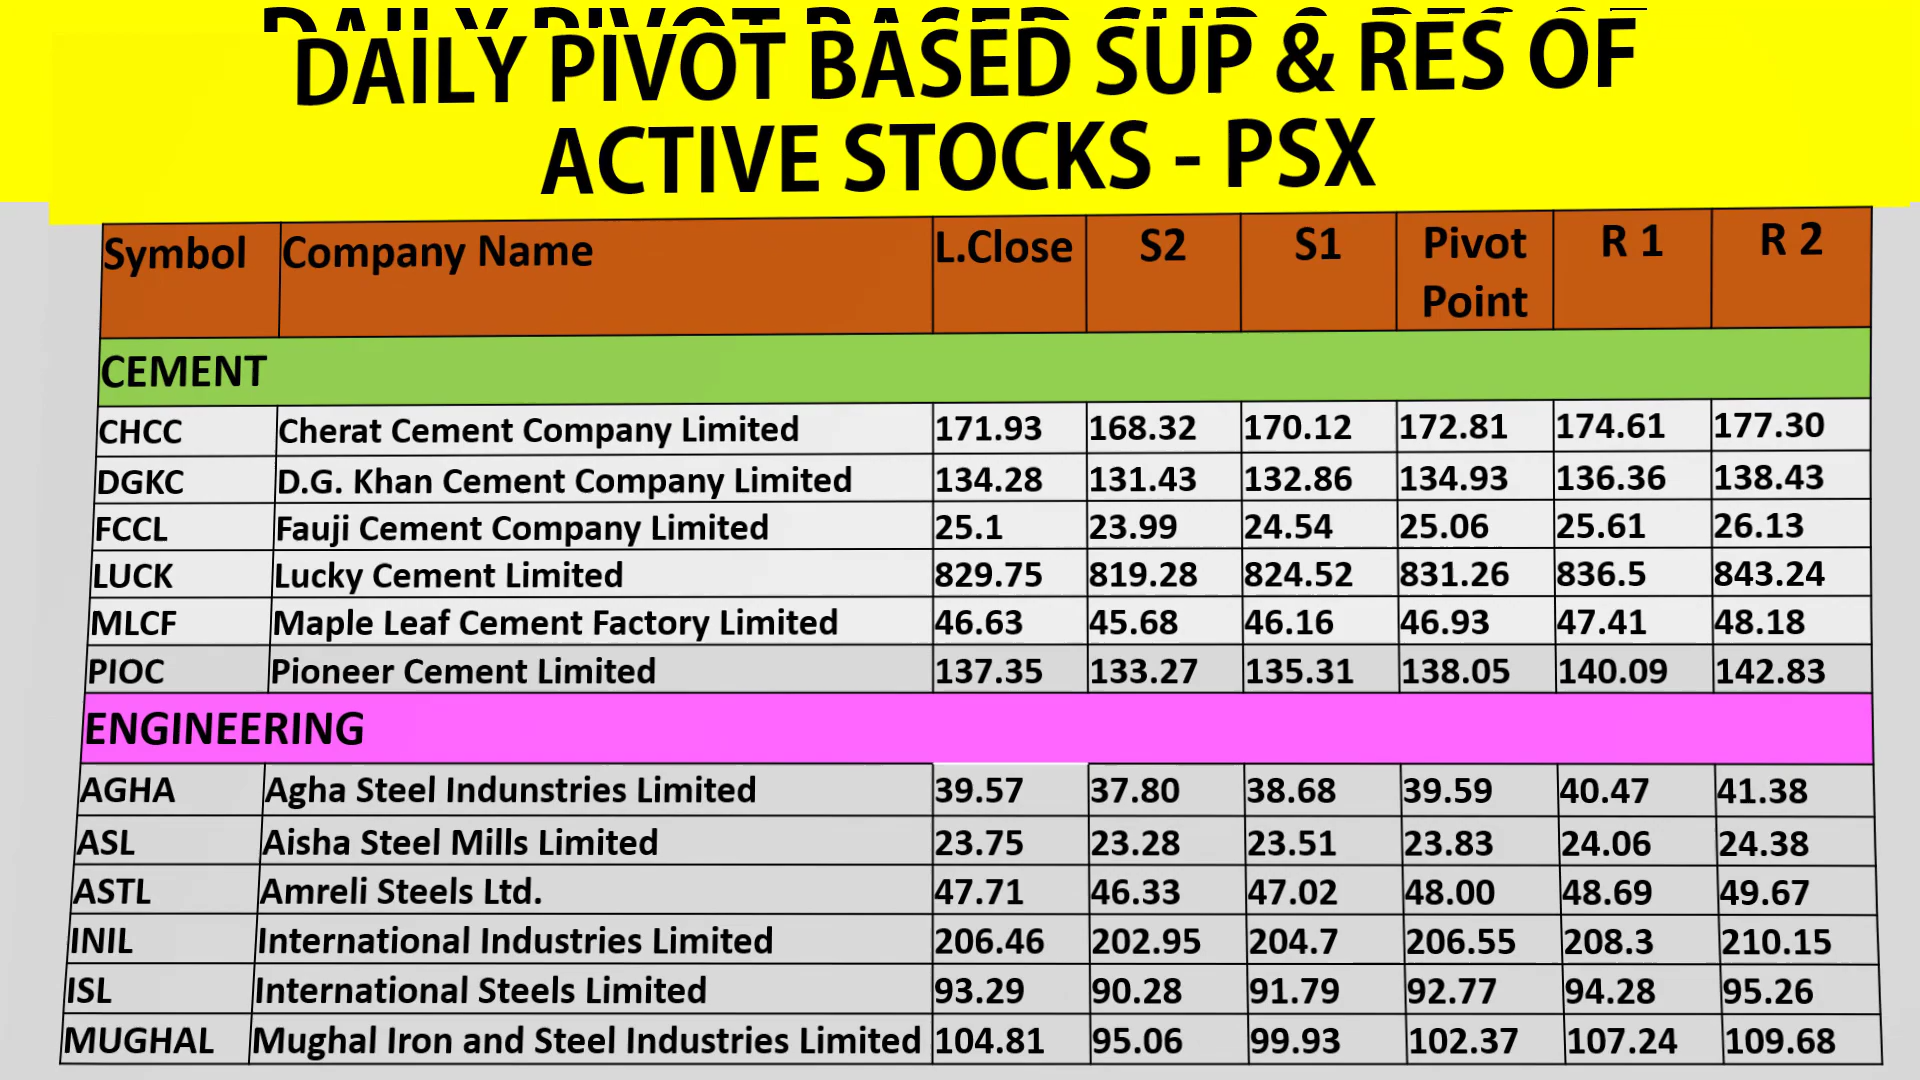 DAILY PIVOT BASED SUP & RES OF
DAILY PIVOT BASED SUP & RES OF
ACTIVE STOCKS - PSX
Symbol Company Name L.Close S2 S1 Pivot Point R 1 R 2
CEMENT
CHCC Cherat Cement Company Limited 171.93 168.32 170.12 172.81 174.61 177.30
DGKC D.G. Khan Cement Company Limited 134.28 131.43 132.86 134.93 136.36 138.43
FCCL Fauji Cement Company Limited 25.1 23.99 24.54 25.06 25.61 26.13
LUCK Lucky Cement Limited 829.75 819.28 824.52 831.26 836.5 843.24
MLCF Maple Leaf Cement Factory Limited 46.63 45.68 46.16 46.93 47.41 48.18
PIOC Pioneer Cement Limited 137.35 133.27 135.31 138.05 140.09 142.83
ENGINEERING
AGHA Agha Steel Indunstries Limited 39.57 37.80 38.68 39.59 40.47 41.38
ASL Aisha Steel Mills Limited 23.75 23.28 23.51 23.83 24.06 24.38
ASTL Amreli Steels Ltd. 47.71 46.33 47.02 48.00 48.69 49.67
INIL International Industries Limited 206.46 202.95 204.7 206.55 208.3 210.15
ISL International Steels Limited 93.29 90.28 91.79 92.77 94.28 95.26
MUGHAL Mughal Iron and Steel Industries Limited 104.81 95.06 99.93 102.37 107.24 109.68